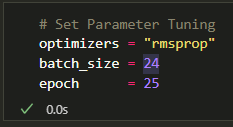 # Set Parameter Tuning
optimizers = "rmsprop"
batch_size = 24
epoch      = 25
0.0s